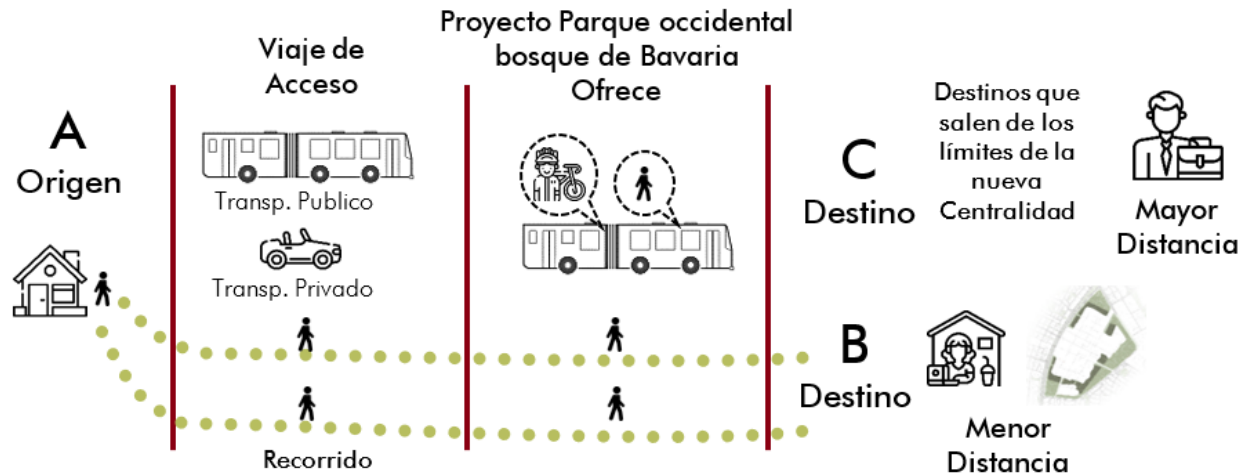 A
Origen
Viaje de
Acceso
Transp. Publico
Transp. Privado
Recorrido
Proyecto Parque occidental
bosque de Bavaria
Ofrece
C
Destino
Destinos que
salen de los
límites de la
nueva
Centralidad
Mayor
Distancia
B
Destino
Menor
Distancia